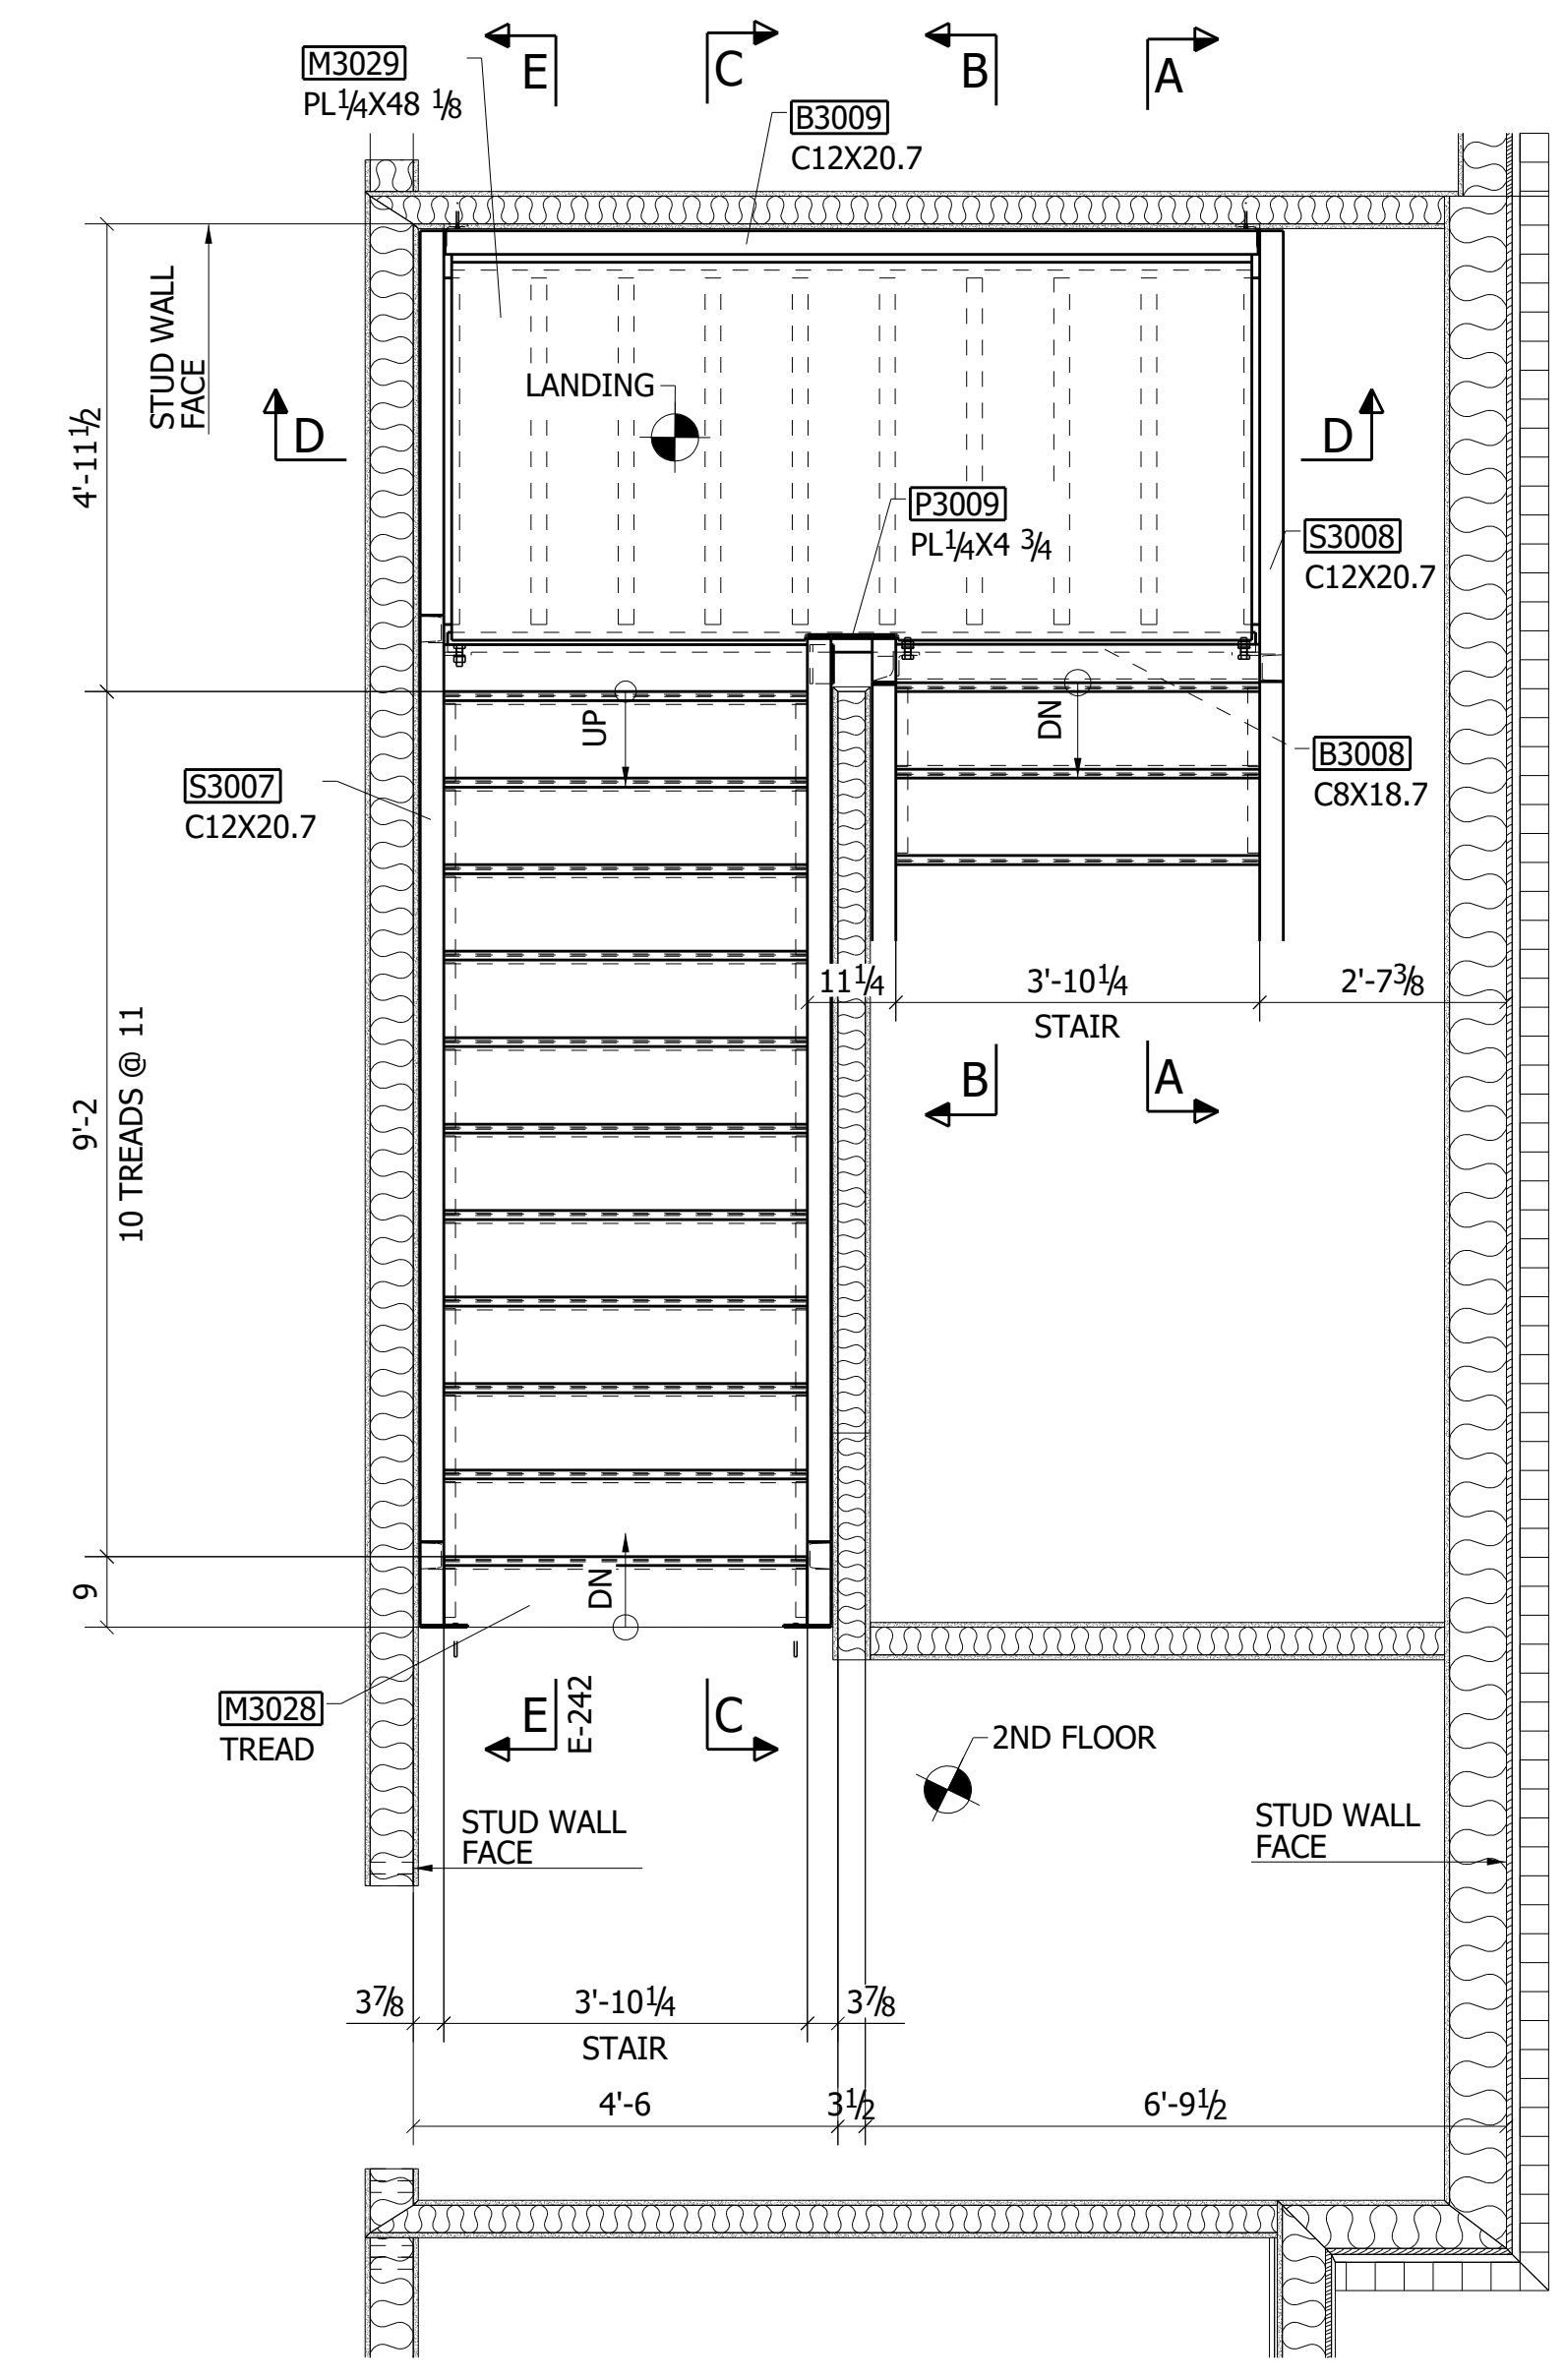 E
C
B
A
M3029
PL1/4X48 1/8
B3009
C12X20.7
STUD WALL
FACE
4'-11 1/2
LANDING
D
D
P3009
PL1/4X4 3/4
S3008
C12X20.7
UP
DN
B3008
C8X18.7
S3007
C12X20.7
11 1/4
3'-10 1/4
2'-7 3/8
STAIR
B
A
9'-2
10 TREADS @ 11
9
DN
M3028
TREAD
E
E-242
C
2ND FLOOR
STUD WALL
FACE
STUD WALL
FACE
3 7/8
3'-10 1/4
3 7/8
STAIR
4'-6
3 1/2
6'-9 1/2